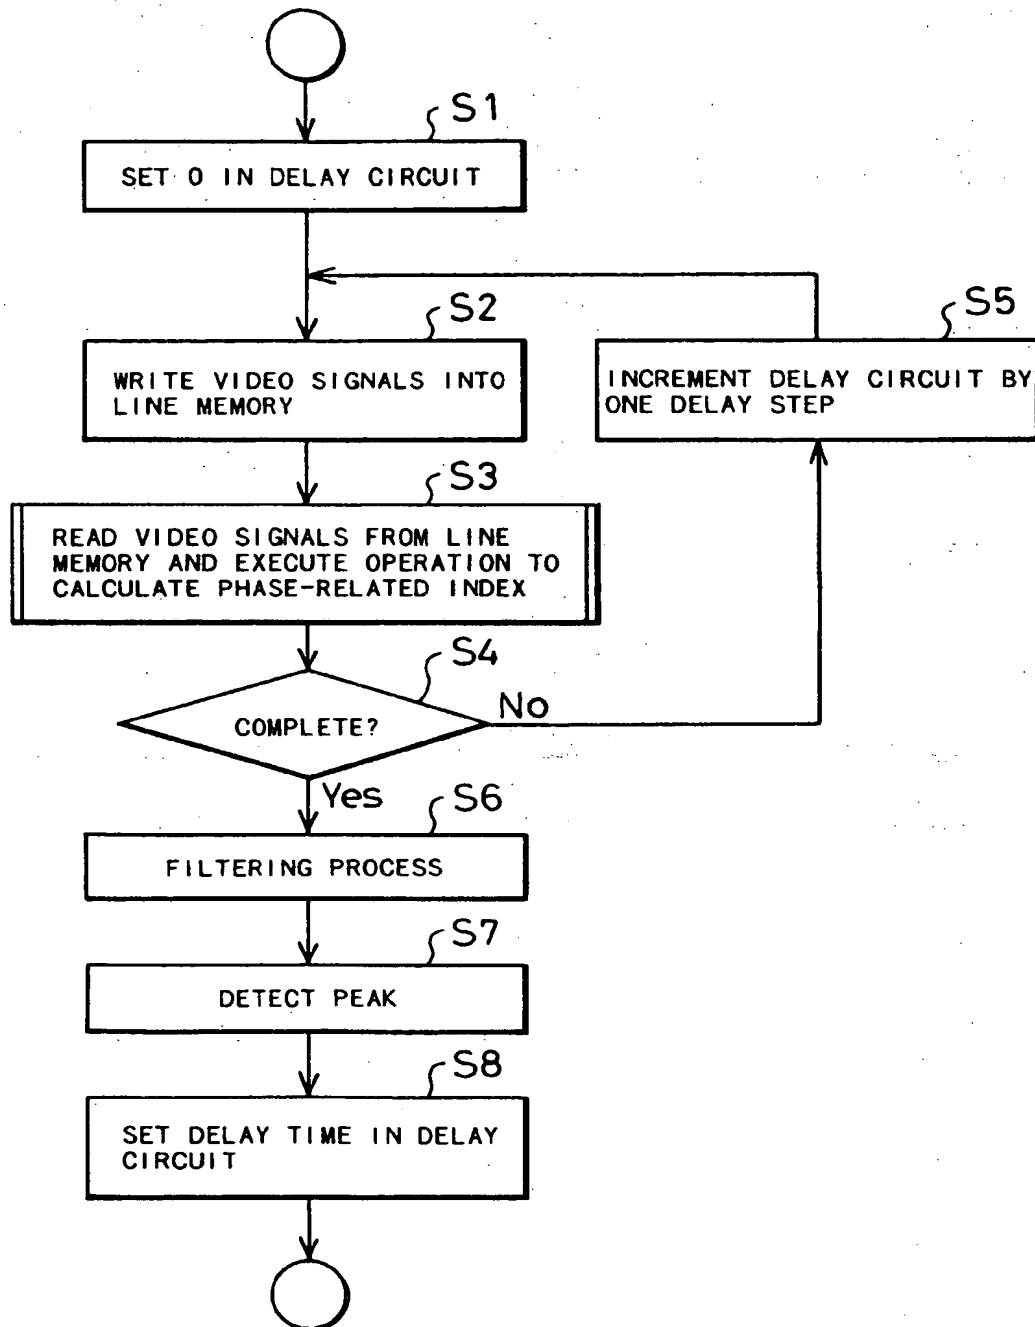 S1
SET 0 IN DELAY CIRCUIT
S2
WRITE VIDEO SIGNALS INTO
LINE MEMORY
S5
INCREMENT DELAY CIRCUIT BY
ONE DELAY STEP
S3
READ VIDEO SIGNALS FROM LINE
MEMORY AND EXECUTE OPERATION TO
CALCULATE PHASE-RELATED INDEX
S4
COMPLETE?
No
Yes
S6
FILTERING PROCESS
S7
DETECT PEAK
S8
SET DELAY TIME IN DELAY
CIRCUIT